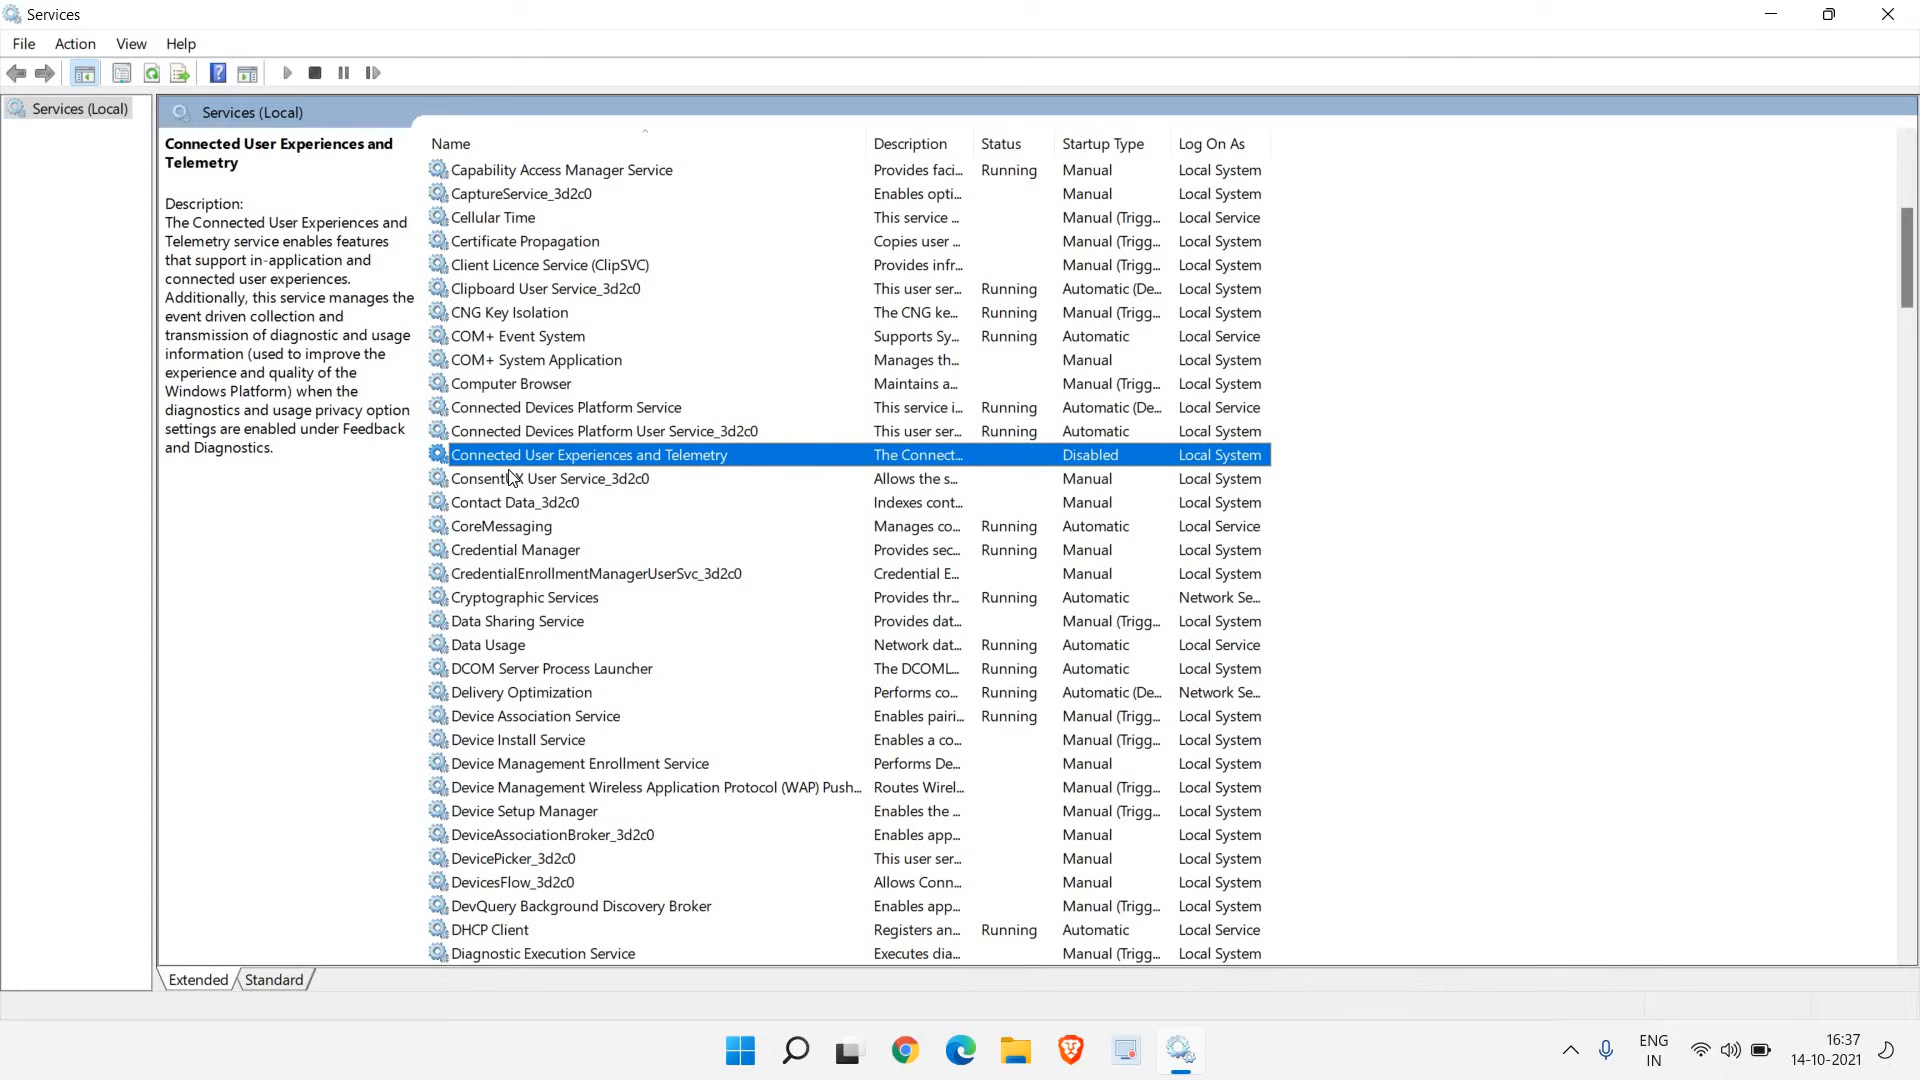 Services
File Action View Help
Services (Local)
Services (Local)
Connected User Experiences and
Telemetry
Description:
The Connected User Experiences and
Telemetry service enables features
that support in-application and
connected user experiences.
Additionally, this service manages the
event driven collection and
transmission of diagnostic and usage
information (used to improve the
experience and quality of the
Windows Platform) when the
diagnostics and usage privacy option
settings are enabled under Feedback
and Diagnostics.
Name Description Status Startup Type Log On As
Capability Access Manager Service Provides faci... Running Manual Local System
CaptureService_3d2c0 Enables opti... Manual Local System
Cellular Time This service ... Manual (Trigg... Local Service
Certificate Propagation Copies user ... Manual (Trigg... Local System
Client Licence Service (ClipSVC) Provides infr... Manual (Trigg... Local System
Clipboard User Service_3d2c0 This user ser... Running Automatic (De... Local System
CNG Key Isolation The CNG ke... Running Manual (Trigg... Local System
COM+ Event System Supports Sy... Running Automatic Local Service
COM+ System Application Manages th... Manual Local System
Computer Browser Maintains a... Manual (Trigg... Local System
Connected Devices Platform Service This service i... Running Automatic (De... Local Service
Connected Devices Platform User Service_3d2c0 This user ser... Running Automatic Local System
Connected User Experiences and Telemetry The Connect... Disabled Local System
User Service_3d2c0 Allows the s... Manual Local System
Contact Data_3d2c0 Indexes cont... Manual Local System
CoreMessaging Manages co... Running Automatic Local Service
Credential Manager Provides sec... Running Manual Local System
CredentialEnrollmentManagerUserSvc_3d2c0 Credential E... Manual Local System
Cryptographic Services Provides thr... Running Automatic Network Se...
Data Sharing Service Provides dat... Manual (Trigg... Local System
Data Usage Network dat... Running Automatic Local Service
DCOM Server Process Launcher The DCOML... Running Automatic Local System
Delivery Optimization Performs co... Running Automatic (De... Network Se...
Device Association Service Enables pairi... Running Manual (Trigg... Local System
Device Install Service Enables a co... Manual (Trigg... Local System
Device Management Enrollment Service Performs De... Manual Local System
Device Management Wireless Application Protocol (WAP) Push... Routes Wirel... Manual (Trigg... Local System
Device Setup Manager Enables the ... Manual (Trigg... Local System
DeviceAssociationBroker_3d2c0 Enables app... Manual Local System
DevicePicker_3d2c0 This user ser... Manual Local System
DevicesFlow_3d2c0 Allows Conn... Manual Local System
DevQuery Background Discovery Broker Enables app... Manual (Trigg... Local System
DHCP Client Registers an... Running Automatic Local Service
Diagnostic Execution Service Executes dia... Manual (Trigg... Local System
Extended Standard
ENG
IN
16:37
14-10-2021